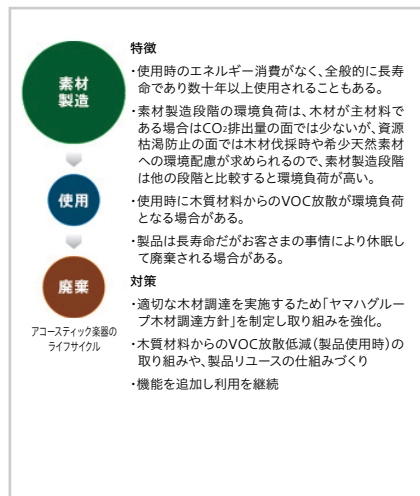 素材
製造
使用
廃棄
アコースティック楽器の
ライフサイクル
特徴
・使用時のエネルギー消費がなく、全般的に長寿
命であり数十年以上使用されることもある。
・素材製造段階の環境負荷は、木材が主材料で
ある場合はCO₂排出量の面では少ないが、資源
枯渇防止の面では木材伐採時や希少天然素材
への環境配慮が求められるので、素材製造段階
は他の段階と比較すると環境負荷が高い。
・使用時に木質材料からのVOC放散が環境負荷
となる場合がある。
・製品は長寿命だがお客さまの事情により休眠し
て廃棄される場合がある。
対策
・適切な木材調達を実施するため「ヤマハグルー
プ木材調達方針」を制定し取り組みを強化。
・木質材料からのVOC放散低減（製品使用時）の
取り組みや、製品リユースの仕組みづくり
・機能を追加し利用を継続